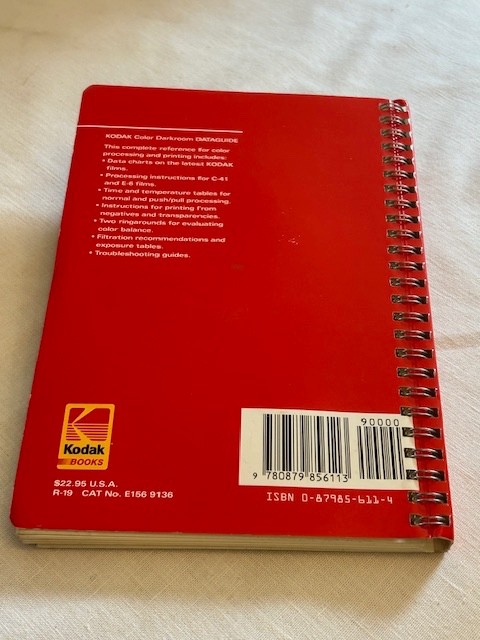 KODAK Color Darkroom DATAGUIDE
This complete reference for color
processing and printing includes:
• Data charts on the latest KODAK
films.
• Processing instructions for C-41
and E-6 films.
• Time and temperature tables for
normal and push/pull processing.
• Instructions for printing from
negatives and transparencies.
• Two ringarounds for evaluating
color balance.
• Filtration recommendations and
exposure tables.
• Troubleshooting guides.
Kodak
BOOKS
$22.95 U.S.A.
R-19 CAT No. E156 9136
90000
9 780879 856113
ISBN 0-87985-611-4